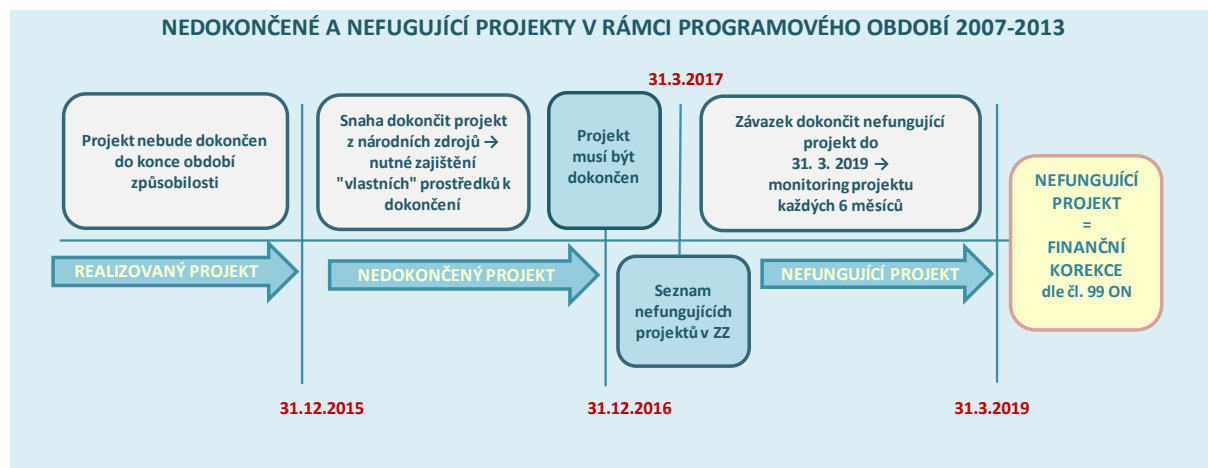 NEDOKONČENÉ A NEFUGUJÍCÍ PROJEKTY V RÁMCI PROGRAMOVÉHO OBDOBÍ 2007-2013
31.3.2017
Projekt nebude dokončen
do konce období
způsobilosti
Snaha dokončit projekt
z národních zdrojů →
nutné zajištění
"vlastních" prostředků k
dokončení
Projekt
musí být
dokončen
Závazek dokončit nefungující
projekt do
31. 3. 2019 →
monitoring projektu
každých 6 měsíců
NEFUNGUJÍCÍ
PROJEKT
=
FINANČNÍ
KOREKCE
dle čl. 99 ON
REALIZOVANÝ PROJEKT
NEDOKONČENÝ PROJEKT
NEFUNGUJÍCÍ PROJEKT
Seznam
nefungujících
projektů v ZZ
31.12.2015
31.12.2016
31.3.2019